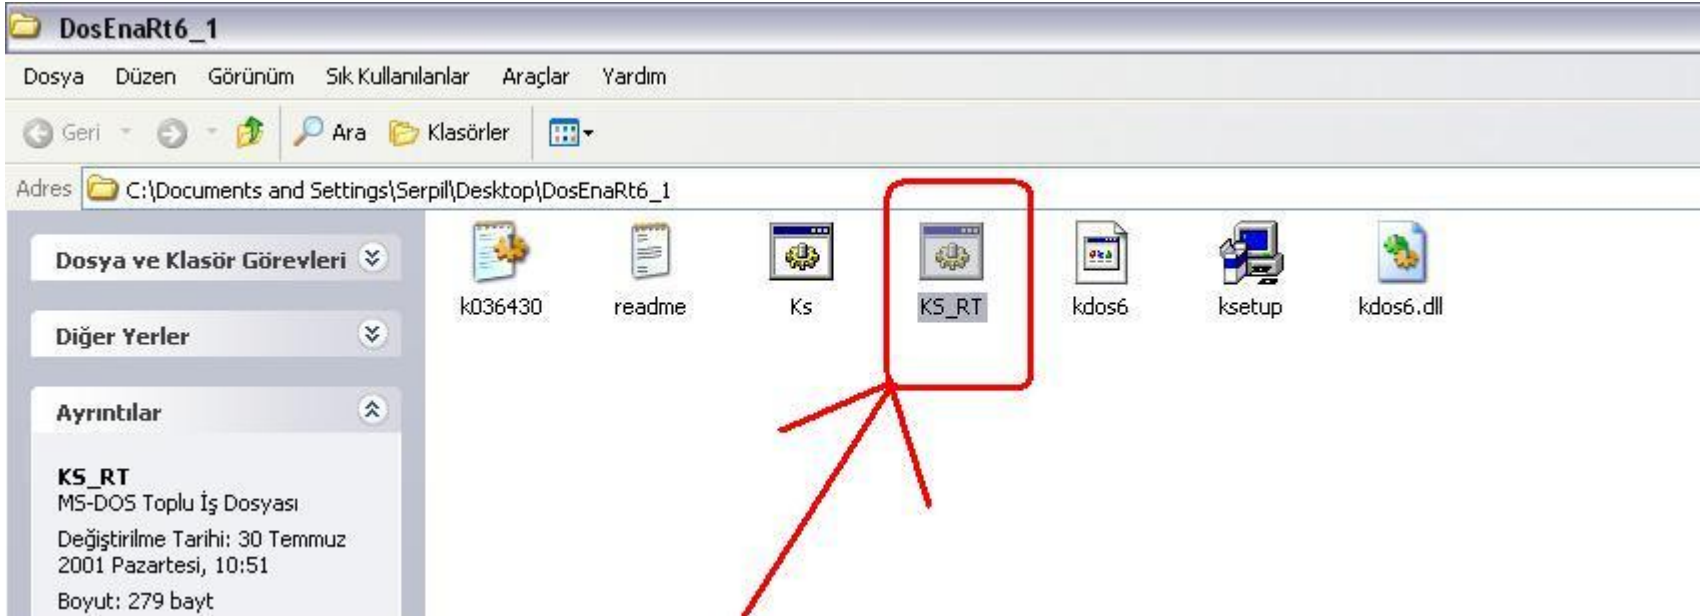 DosEnaRt6_1
Dosya Düzen Görünüm Sık Kullanılanlar Araçlar Yardım
Geri Ara Klasörler
Adres C:\Documents and Settings\Serpil\Desktop\DosEnaRt6_1
Dosya ve Klasör Görevleri
Diğer Yerler
Ayrıntılar
KS_RT
MS-DOS Toplu İş Dosyası
Değiştirilme Tarihi: 30 Temmuz
2001 Pazartesi, 10:51
Boyut: 279 bayt
k036430 readme Ks KS_RT kdos6 ksetup kdos6.dll